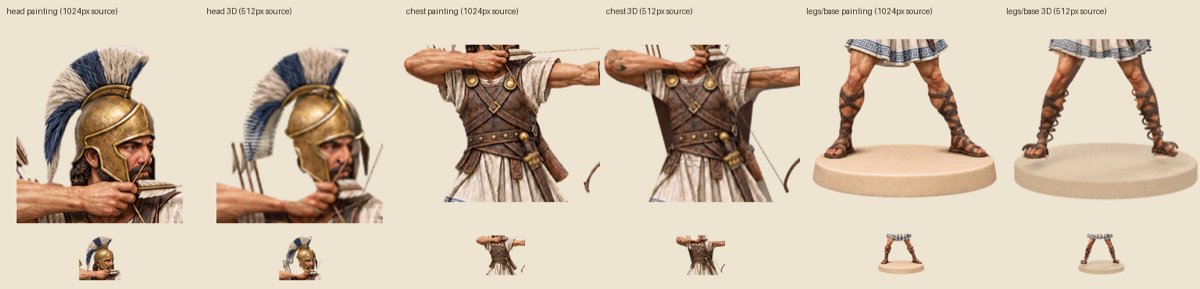 head painting (1024px source)
head 3D (512px source)
chest painting (1024px source)
chest 3D (512px source)
legs/base painting (1024px source)
legs/base 3D (512px source)